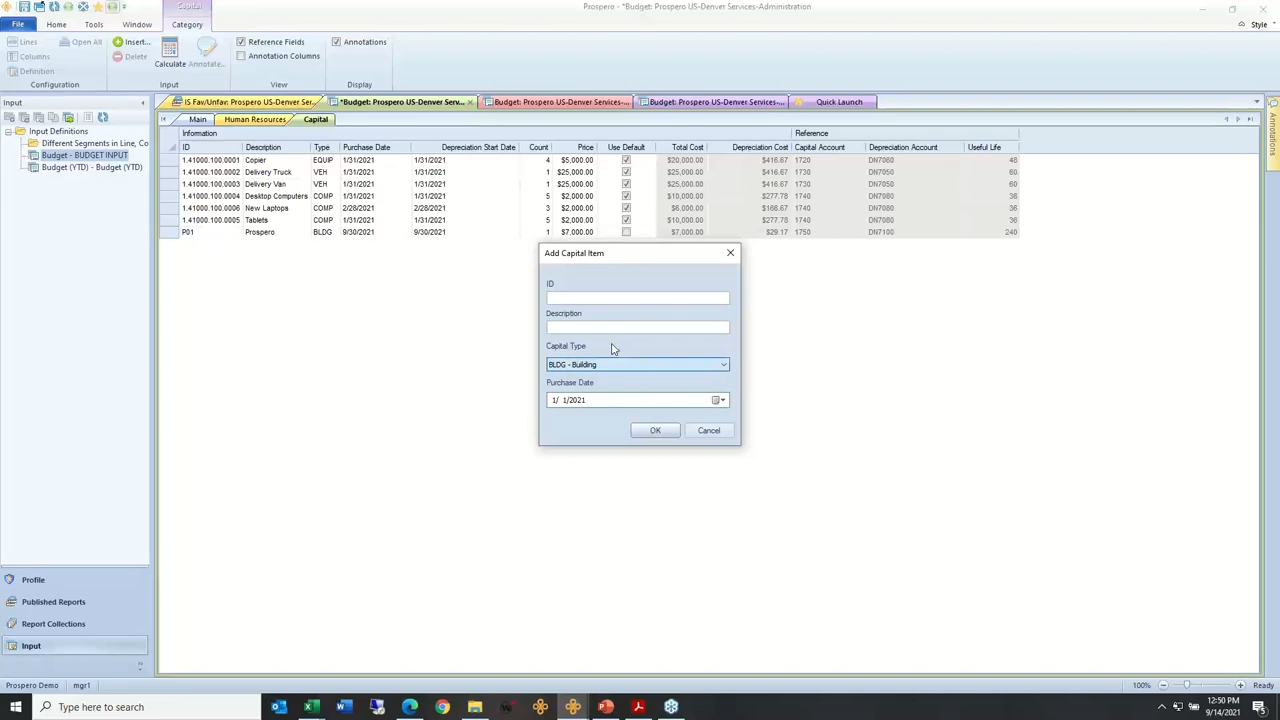 Capital
Prospero - *Budget: Prospero US-Denver Services-Administration
File
Home
Tools
Window
Category
Style
Lines
Open All
Columns
Definition
Configuration
Insert...
Delete
Calculate
Annotate...
Input
Reference Fields
Annotation Columns
View
Annotations
Display
Input
IS Fav/Unfav: Prospero US-Denver Ser...
*Budget: Prospero US-Denver Serv...
Budget: Prospero US-Denver Services-...
Budget: Prospero US-Denver Services-...
Quick Launch
Annotations
Main
Human Resources
Capital
Input Definitions
Different Segments in Line, Co
Budget - BUDGET INPUT
Budget (YTD) - Budget (YTD)
Information Reference
ID Description Type Purchase Date Depreciation Start Date Count Price Use Default Total Cost Depreciation Cost Capital Account Depreciation Account Useful Life
1.41000.100.0001 Copier EQUIP 1/31/2021 1/31/2021 4 $5,000.00 $20,000.00 $416.67 1720 DN7060 48
1.41000.100.0002 Delivery Truck VEH 1/31/2021 1/31/2021 1 $25,000.00 $25,000.00 $416.67 1730 DN7050 60
1.41000.100.0003 Delivery Van VEH 1/31/2021 1/31/2021 1 $25,000.00 $25,000.00 $416.67 1730 DN7050 60
1.41000.100.0004 Desktop Computers COMP 1/31/2021 1/31/2021 5 $2,000.00 $10,000.00 $277.78 1740 DN7080 36
1.41000.100.0006 New Laptops COMP 2/28/2021 2/28/2021 3 $2,000.00 $6,000.00 $166.67 1740 DN7080 36
1.41000.100.0005 Tablets COMP 1/31/2021 1/31/2021 5 $2,000.00 $10,000.00 $277.78 1740 DN7080 36
P01 Prospero BLDG 9/30/2021 9/30/2021 1 $7,000.00 $7,000.00 $29.17 1750 DN7100 240
Add Capital Item
ID
Description
Capital Type
BLDG - Building
Purchase Date
1/ 1/2021
OK
Cancel
Profile
Published Reports
Report Collections
Input
Prospero Demo
mgr1
100%
Ready
Type here to search
12:50 PM
9/14/2021